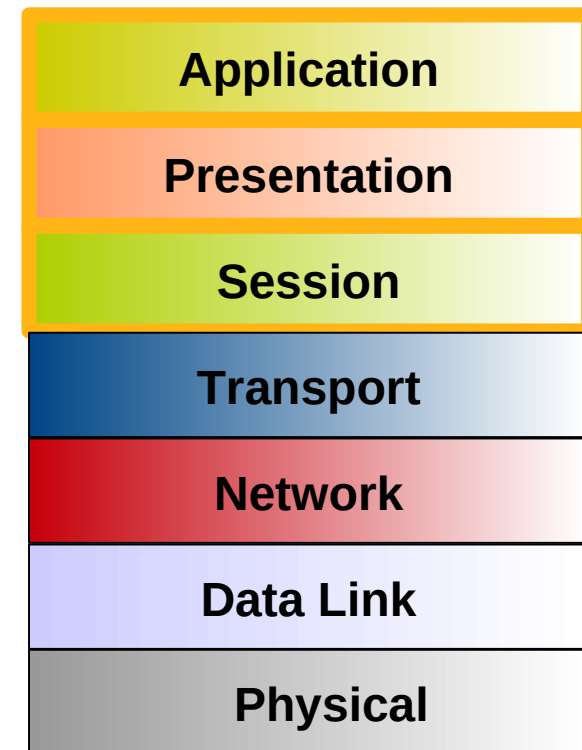 Application
Presentation
Session
Transport
Network
Data Link
Physical